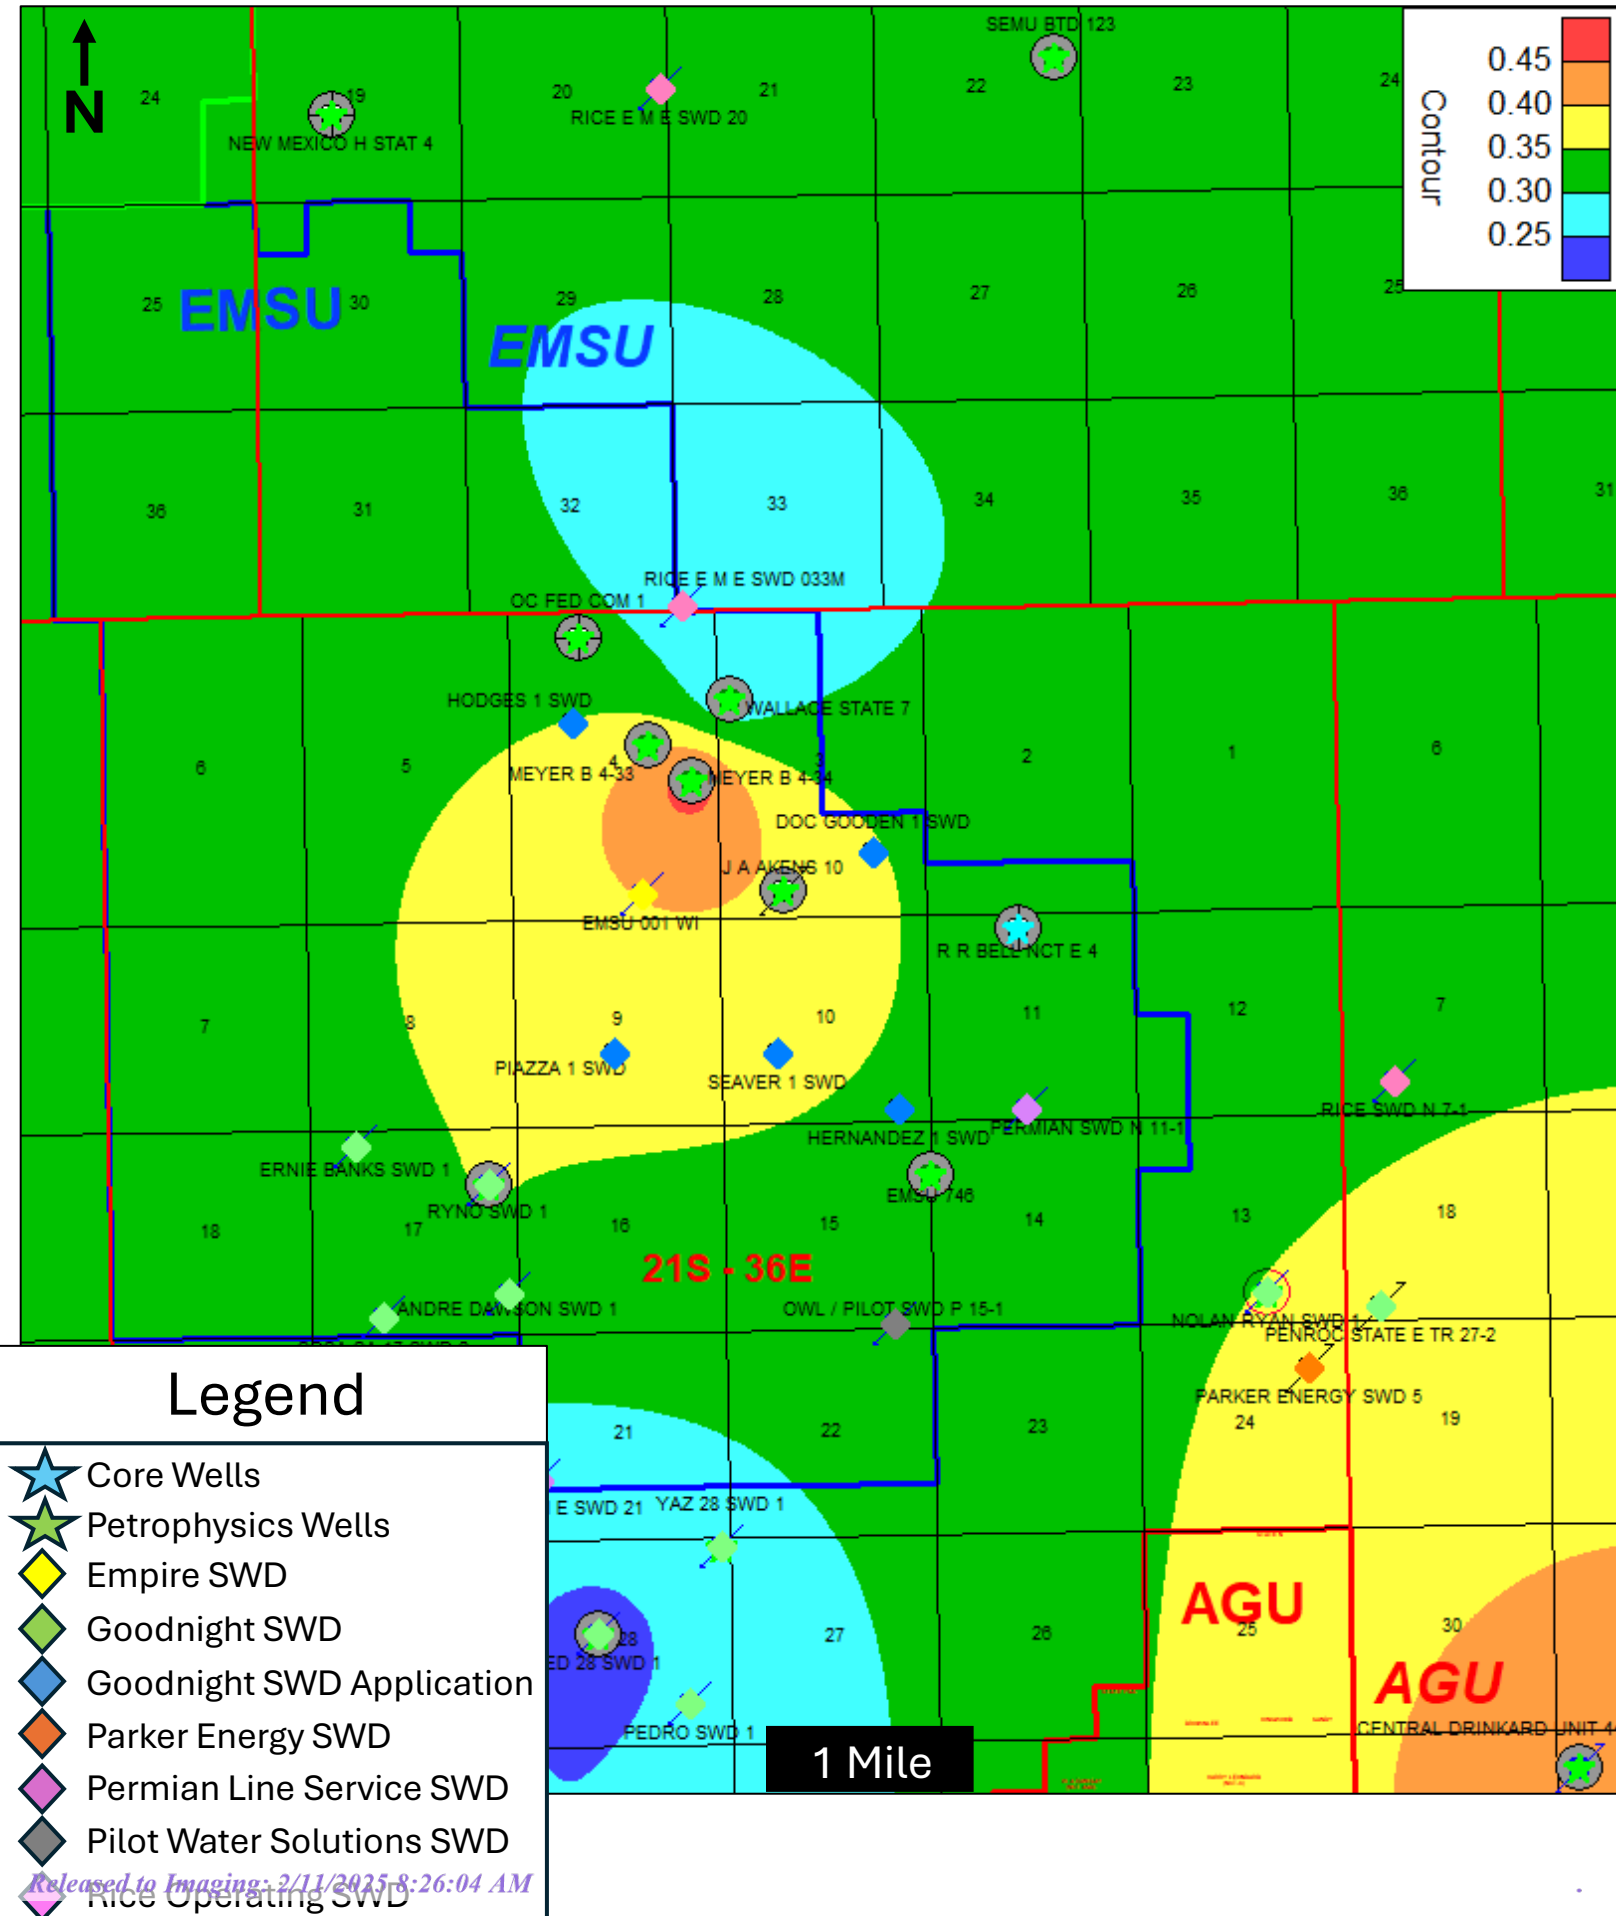 SEMU BTD 123
N
24
19
20
21
22
23
24
NEW MEXICO H STAT 4
RICE E M E SWD 20
Contour
0.45
0.40
0.35
0.30
0.25
25
EMSU
30
29
28
27
26
25
EMSU
36
31
32
33
34
35
36
31
RICE E M E SWD 033M
OC FED COM 1
HODGES 1 SWD
WALLACE STATE 7
6
5
4
3
2
1
6
MEYER B 4-33
MEYER B 4-34
DOC GOODEN 1 SWD
J A AKENS 10
EMSU 001 WI
R R BELL NCT E 4
7
8
9
10
11
12
7
PIAZZA 1 SWD
SEAVER 1 SWD
HERNANDEZ 1 SWD
PERMIAN SWD N 11-1
RICE SWD N 7-1
ERNIE BANKS SWD 1
RYNO SWD 1
EMSU 746
18
17
16
15
14
13
18
21S - 36E
ANDRE DAWSON SWD 1
OWL / PILOT SWD P 15-1
NOLAN RYAN SWD 1
PENROC STATE E TR 27-2
PARKER ENERGY SWD 5
21
22
23
24
19
E SWD 21
YAZ 28 SWD 1
28
27
26
25
30
AGU
AGU
ED 28 SWD 1
PEDRO SWD 1
CENTRAL DRINKARD UNIT 4
1 Mile
Legend
Core Wells
Petrophysics Wells
Empire SWD
Goodnight SWD
Goodnight SWD Application
Parker Energy SWD
Permian Line Service SWD
Pilot Water Solutions SWD
Rice Operating SWD
Released to Imaging: 2/11/2025 8:26:04 AM